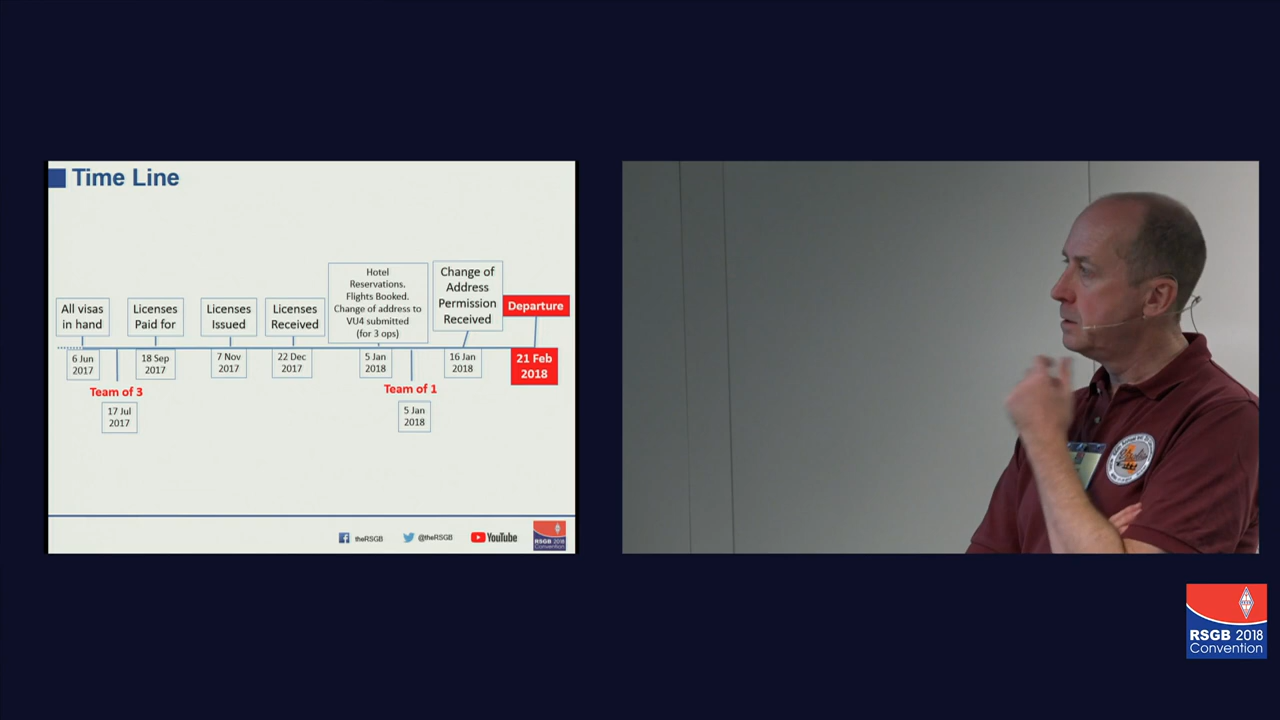 Time Line
All visas
in hand
Licenses
Paid for
Licenses
Issued
Licenses
Received
Hotel
Reservations.
Flights Booked.
Change of address to
VU4 submitted
(for 3 ops)
Change of
Address
Permission
Received
Departure
6 Jun
2017
18 Sep
2017
7 Nov
2017
22 Dec
2017
5 Jan
2018
16 Jan
2018
21 Feb
2018
Team of 3
17 Jul
2017
Team of 1
5 Jan
2018
theRSGB
@theRSGB
YouTube
RSGB 2018
Convention
RSGB 2018
Convention